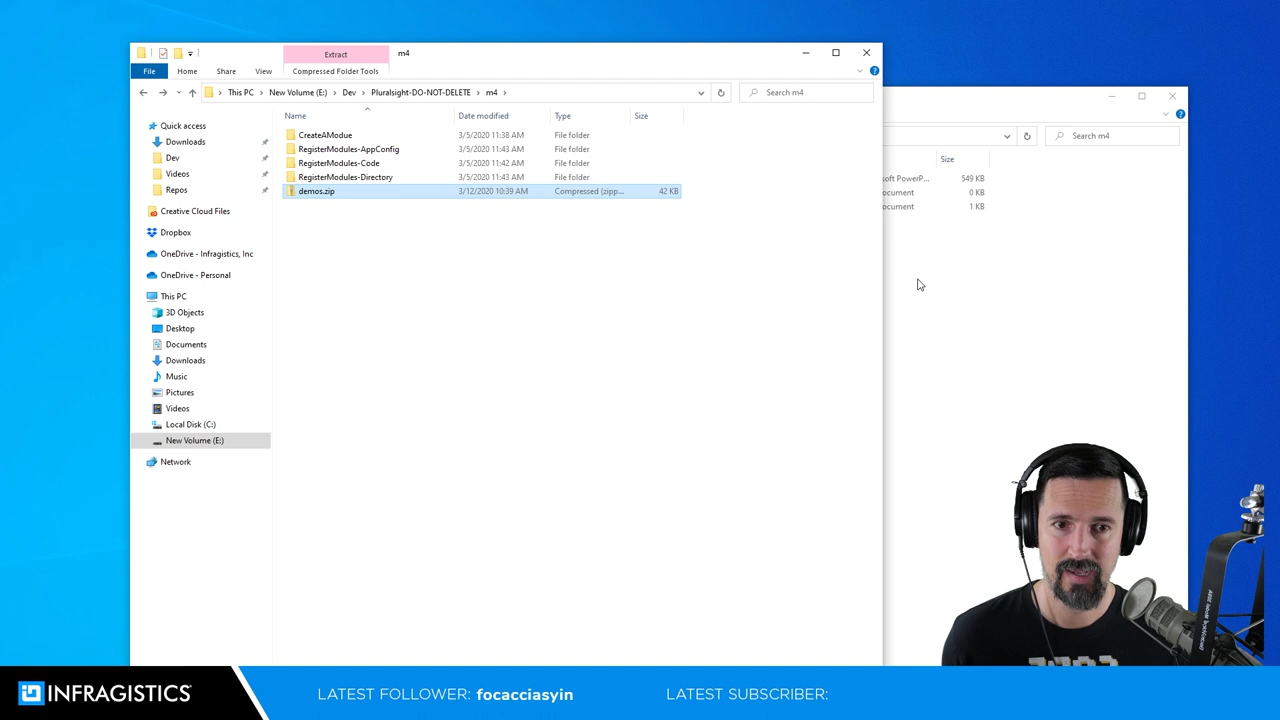 Extract
m4
File
Home
Share
View
Compressed Folder Tools
This PC
New Volume (E:)
Dev
Pluralsight-DO-NOT-DELETE
m4
Search m4
Search m4
Name
Date modified
Type
Size
Size
CreateAModue
3/5/2020 11:38 AM
File folder
RegisterModules-AppConfig
3/5/2020 11:43 AM
File folder
RegisterModules-Code
3/5/2020 11:42 AM
File folder
RegisterModules-Directory
3/5/2020 11:43 AM
File folder
demos.zip
3/12/2020 10:39 AM
Compressed (zipp...
42 KB
soft PowerP...
549 KB
ocument
0 KB
ocument
1 KB
Quick access
Downloads
Dev
Videos
Repos
Creative Cloud Files
Dropbox
OneDrive - Infragistics, Inc
OneDrive - Personal
This PC
3D Objects
Desktop
Documents
Downloads
Music
Pictures
Videos
Local Disk (C:)
New Volume (E:)
Network
INFRAGISTICS
LATEST FOLLOWER: focacciasyin
LATEST SUBSCRIBER: